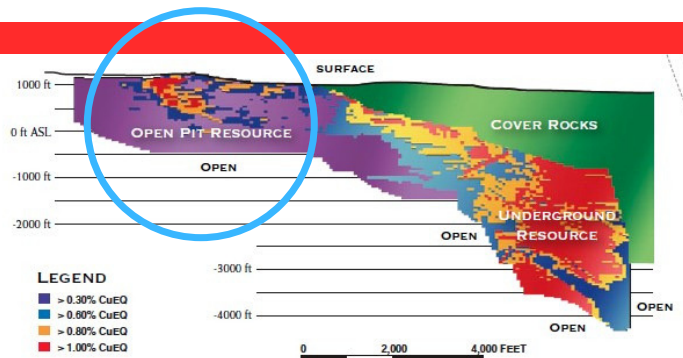 SURFACE
1000 ft
0 ft ASL
-1000 ft
-2000 ft
-3000 ft
-4000 ft
OPEN PIT RESOURCE
COVER ROCKS
OPEN
UNDERGROUND
RESOURCE
OPEN
OPEN
OPEN
LEGEND
> 0.30% CuEQ
> 0.60% CuEQ
> 0.80% CuEQ
> 1.00% CuEQ
0 2,000 4,000 FEET